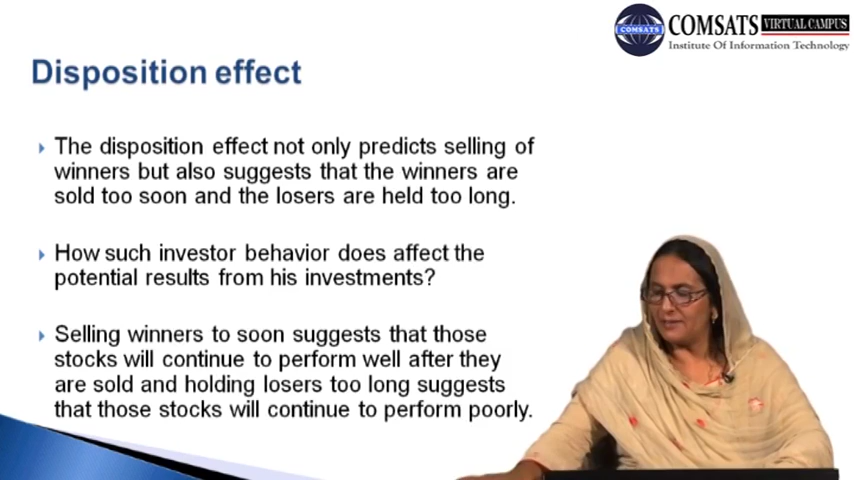 COMSATS VIRTUAL CAMPUS
COMSATS
Institute Of Information Technology
Disposition effect
The disposition effect not only predicts selling of
winners but also suggests that the winners are
sold too soon and the losers are held too long.
How such investor behavior does affect the
potential results from his investments?
Selling winners to soon suggests that those
stocks will continue to perform well after they
are sold and holding losers too long suggests
that those stocks will continue to perform poorly.